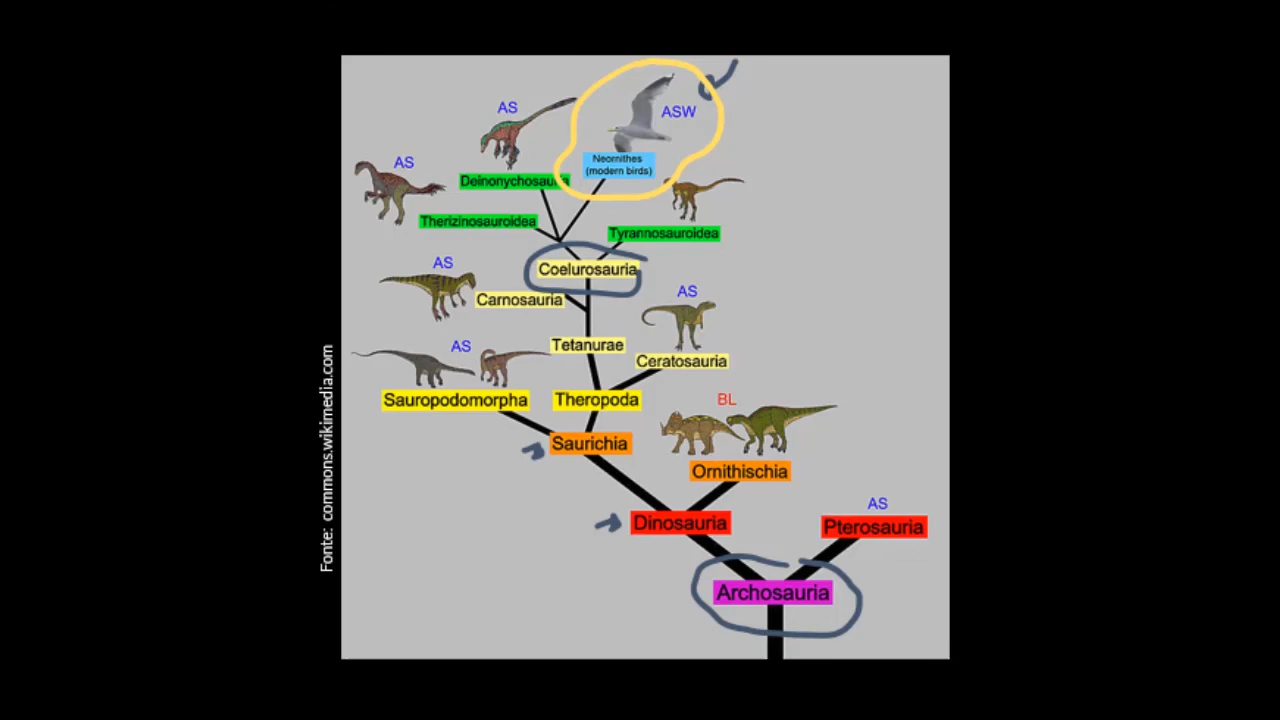 AS
ASW
Neornithes
(modern birds)
AS
Deinonychosauria
Therizinosauroidea
Tyrannosauroidea
AS
Coelurosauria
AS
Carnosauria
Tetanurae
Ceratosauria
AS
Sauropodomorpha
Theropoda
BL
Saurichia
Ornithischia
AS
Dinosauria
Pterosauria
Archosauria
Fonte: commons.wikimedia.com